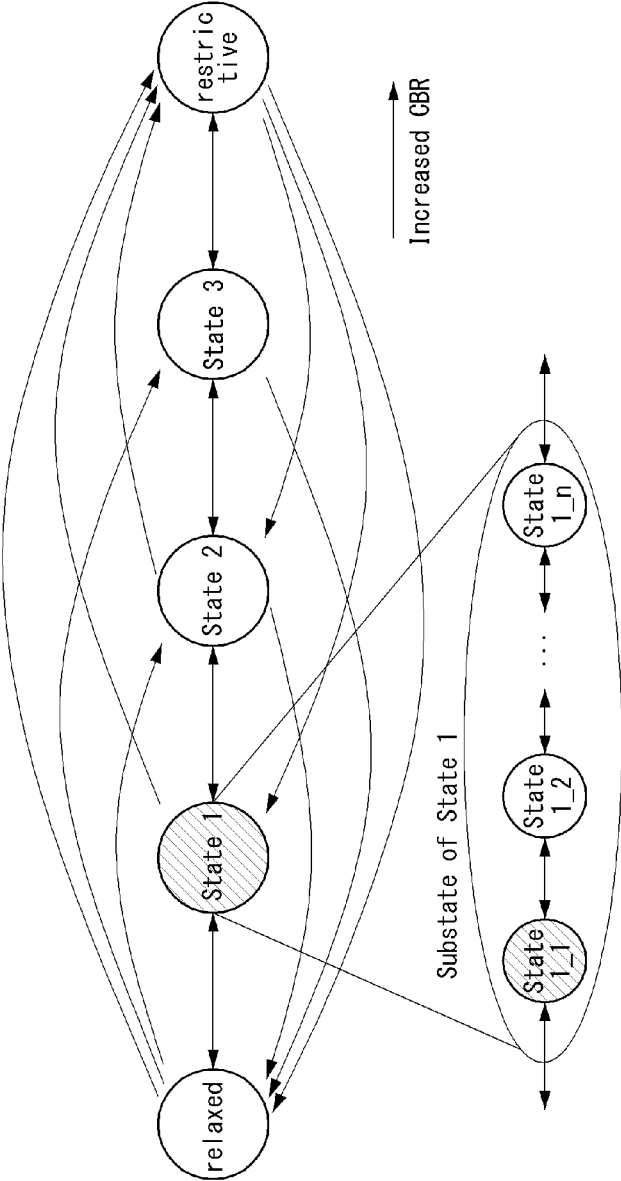 relaxed
State 1
State 2
State 3
restric
tive
Increased CBR
Substate of State 1
State
1_1
State
1_2
...
State
1_n